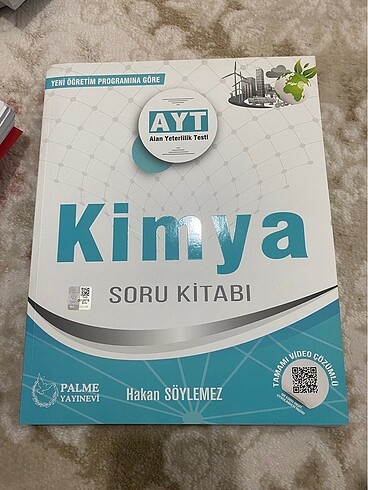 YENİ ÖĞRETİM PROGRAMINA GÖRE
AYT
Alan Yeterlilik Testi
Kimya
SORU KİTABI
PALME
YAYINEVİ
Hakan SÖYLEMEZ
TAMAMI VİDEO ÇÖZÜMLÜ